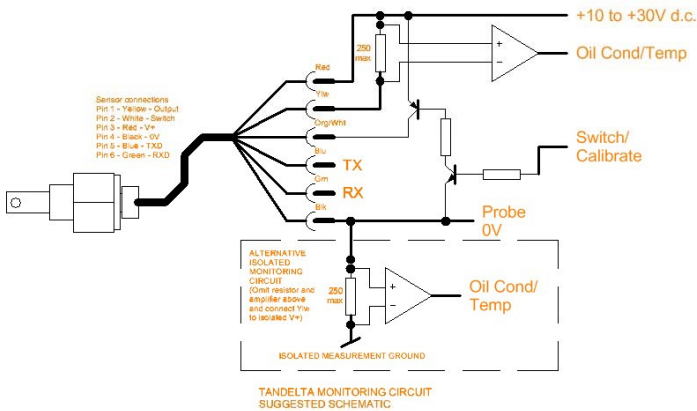 +10 to +30V d.c.
250
max
+
−
Oil Cond/Temp
Red
Ylw
Sensor connections
Pin 1 - Yellow - Output
Pin 2 - White - Switch
Pin 3 - Red - V+
Pin 4 - Black - 0V
Pin 5 - Blue - TXD
Pin 6 - Green - RXD
Org/Wht
Blu
TX
Switch/
Calibrate
Grn
RX
Blk
Probe
0V
ALTERNATIVE
ISOLATED
MONITORING
CIRCUIT
(Omit resistor and
amplifier above
and connect Ylw
to isolated V+)
250
max
+
−
Oil Cond/
Temp
ISOLATED MEASUREMENT GROUND
TANDELTA MONITORING CIRCUIT
SUGGESTED SCHEMATIC